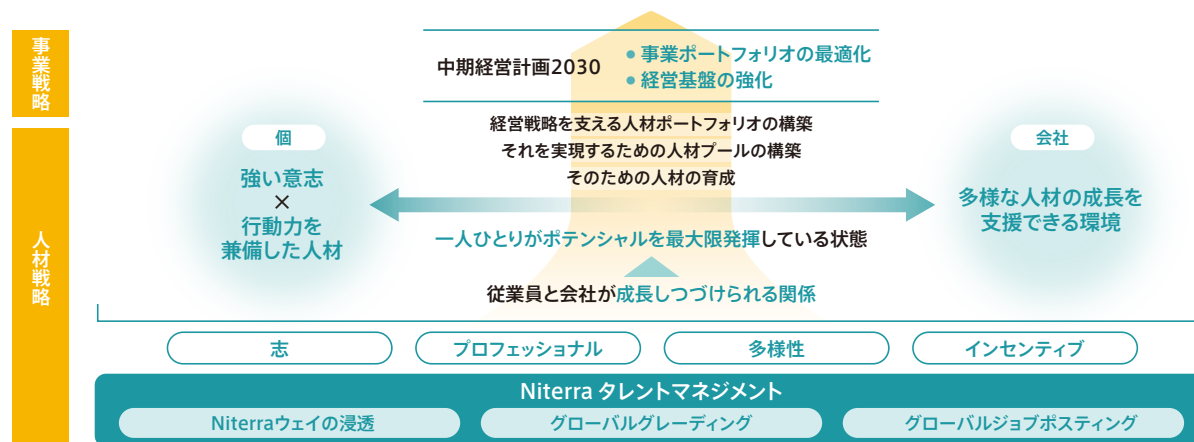 事業戦略
中期経営計画2030
● 事業ポートフォリオの最適化
● 経営基盤の強化
人材戦略
経営戦略を支える人材ポートフォリオの構築
それを実現するための人材プールの構築
そのための人材の育成
個
強い意志
×
行動力を
兼備した人材
会社
多様な人材の成長を
支援できる環境
一人ひとりがポテンシャルを最大限発揮している状態
従業員と会社が成長しつづけられる関係
志
プロフェッショナル
多様性
インセンティブ
Niterra タレントマネジメント
Niterraウェイの浸透
グローバルグレーディング
グローバルジョブポスティング